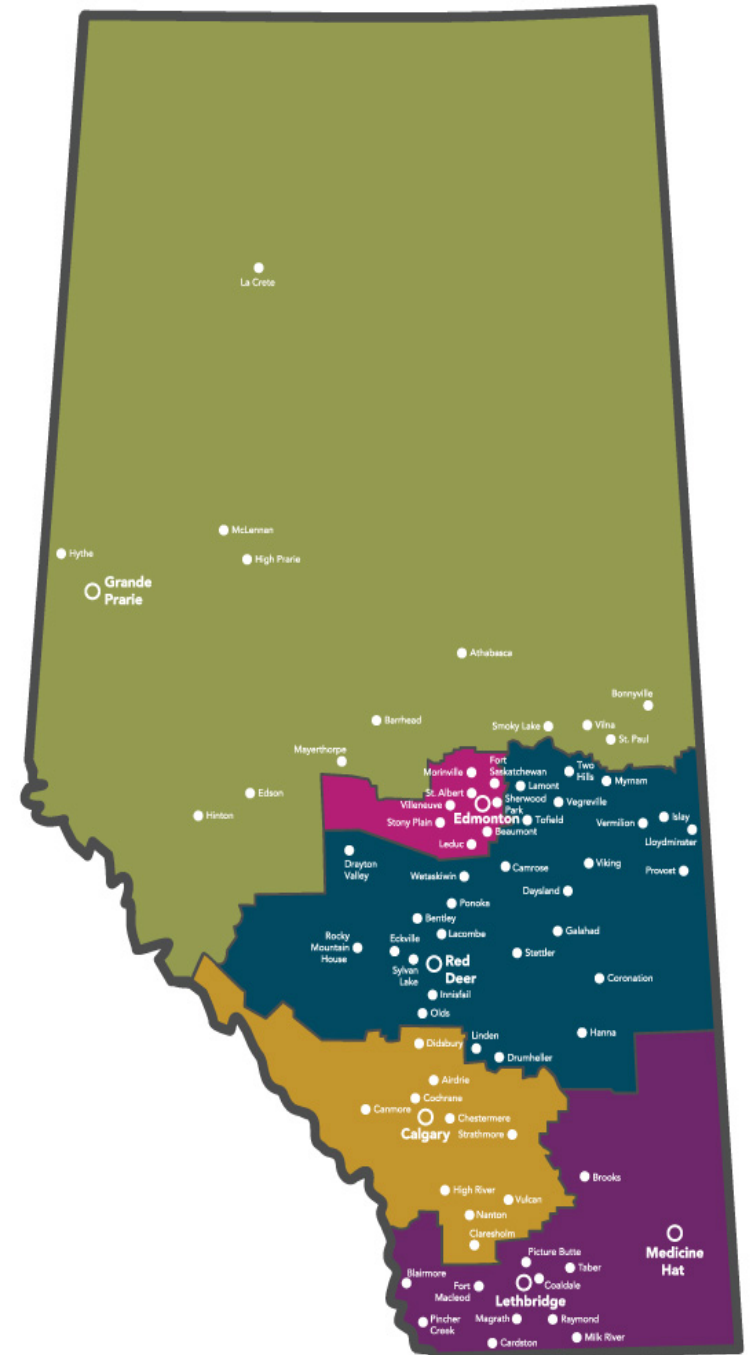 La Crete
McLennan
Hythe
High Prarie
Grande
Prarie
Athabasca
Bonnyville
Barrhead
Smoky Lake
Vilna
St. Paul
Mayerthorpe
Fort
Saskatchewan
Morinville
Two
Hills
Myrnam
Edson
St. Albert
Lamont
Villeneuve
Sherwood
Park
Vegreville
Hinton
Edmonton
Stony Plain
Tofield
Vermilion
Islay
Beaumont
Lloydminster
Leduc
Drayton
Valley
Camrose
Viking
Wetaskiwin
Provost
Daysland
Ponoka
Bentley
Lacombe
Galahad
Rocky
Mountain
House
Eckville
Stettler
Sylvan
Lake
Red
Deer
Coronation
Innisfail
Olds
Hanna
Didsbury
Linden
Drumheller
Airdrie
Cochrane
Canmore
Chestermere
Calgary
Strathmore
Brooks
High River
Vulcan
Nanton
Claresholm
Medicine
Hat
Picture Butte
Taber
Blairmore
Coaldale
Fort
Macleod
Lethbridge
Pincher
Creek
Magrath
Raymond
Milk River
Cardston